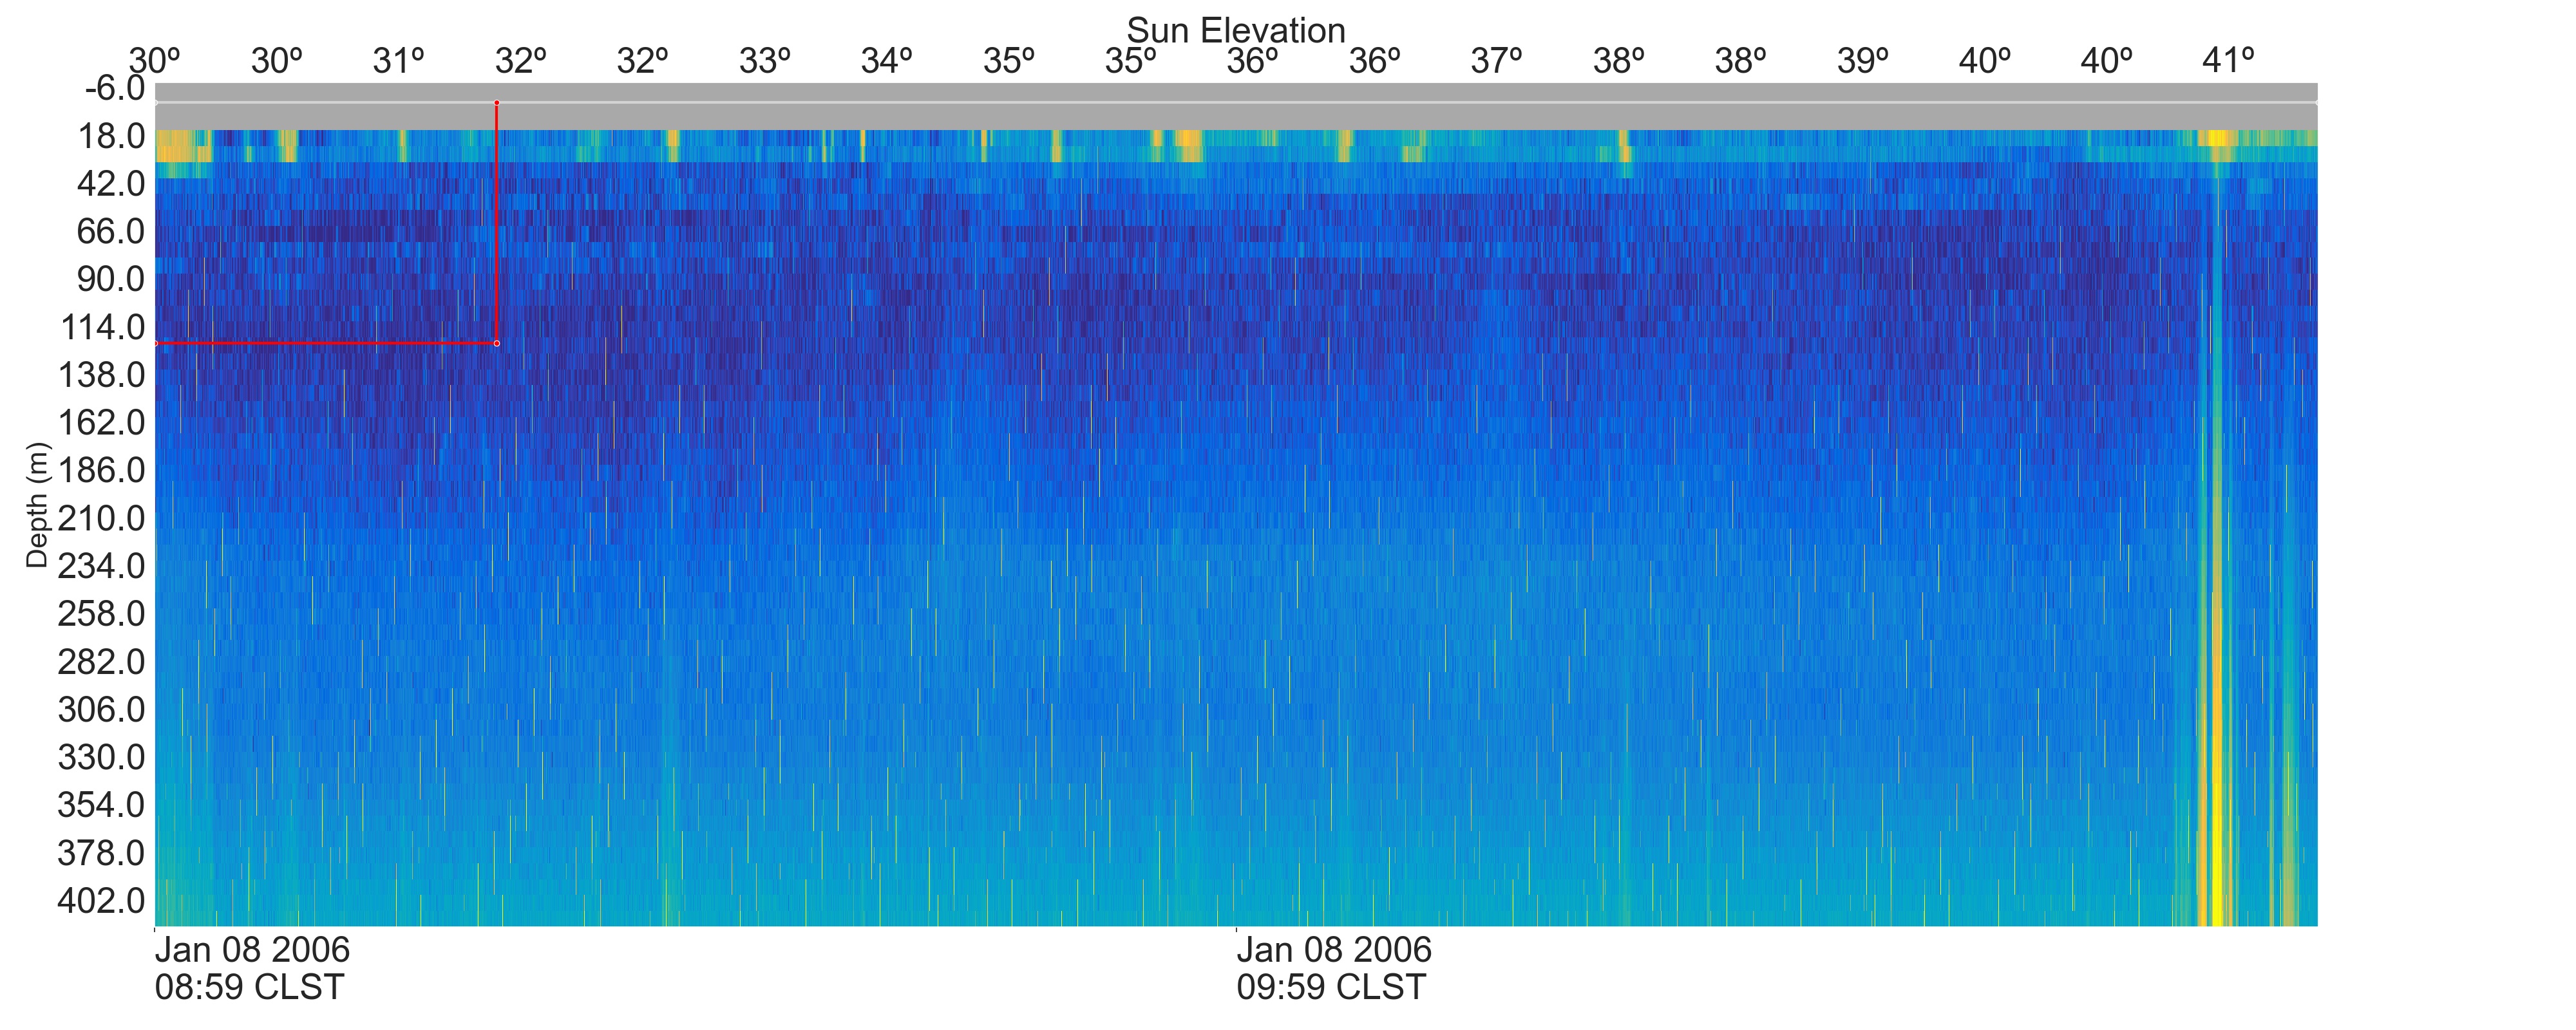 Sun Elevation
30º 30º 31º 32º 32º 33º 34º 35º 35º 36º 36º 37º 38º 38º 39º 40º 40º 41º
-6.0
18.0
42.0
66.0
90.0
114.0
138.0
162.0
186.0
210.0
234.0
258.0
282.0
306.0
330.0
354.0
378.0
402.0
Depth (m)
Jan 08 2006
08:59 CLST
Jan 08 2006
09:59 CLST